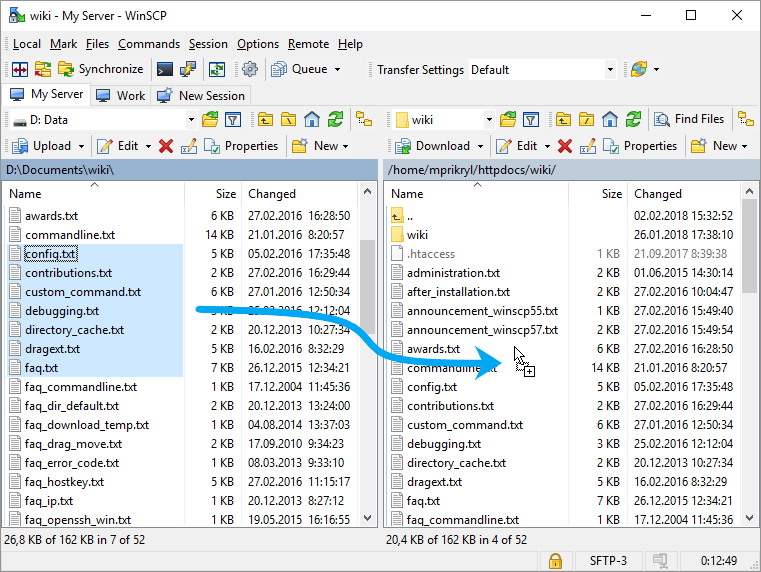 wiki - My Server - WinSCP
Local Mark Files Commands Session Options Remote Help
Synchronize Queue Transfer Settings Default
My Server Work New Session
D: Data
Upload Edit Properties New
D:\Documents\wiki\
Name Size Changed
awards.txt 6 KB 27.02.2016 16:28:50
commandline.txt 14 KB 21.01.2016 8:20:57
config.txt 5 KB 05.02.2016 17:35:48
contributions.txt 2 KB 27.02.2016 16:29:44
custom_command.txt 6 KB 27.01.2016 12:50:34
debugging.txt 12:12:04
directory_cache.txt 2 KB 20.12.2013 10:27:34
dragext.txt 5 KB 16.02.2016 8:32:29
faq.txt 7 KB 26.12.2015 12:34:21
faq_commandline.txt 1 KB 17.12.2004 11:45:36
faq_dir_default.txt 2 KB 20.12.2013 13:24:00
faq_download_temp.txt 1 KB 04.08.2014 13:37:03
faq_drag_move.txt 2 KB 17.09.2010 9:34:23
faq_error_code.txt 1 KB 08.03.2013 9:33:10
faq_hostkey.txt 5 KB 27.02.2016 11:15:17
faq_ip.txt 1 KB 20.12.2013 8:27:12
faq_openssh_win.txt 1 KB 19.05.2015 16:16:55
26,8 KB of 162 KB in 7 of 52
wiki Find Files
Download Edit Properties New
/home/mprikryl/httpdocs/wiki/
Name Size Changed
.. 02.02.2018 15:32:52
wiki 26.01.2018 17:38:10
.htaccess 1 KB 21.09.2017 8:39:38
administration.txt 2 KB 01.06.2015 14:30:14
after_installation.txt 2 KB 27.02.2016 10:04:47
announcement_winscp55.txt 1 KB 27.02.2016 15:49:40
announcement_winscp57.txt 2 KB 27.02.2016 15:49:54
awards.txt 6 KB 27.02.2016 16:28:50
commandline.txt 14 KB 21.01.2016 8:20:57
config.txt 5 KB 05.02.2016 17:35:48
contributions.txt 2 KB 27.02.2016 16:29:44
custom_command.txt 6 KB 27.01.2016 12:50:34
debugging.txt 3 KB 25.02.2016 12:12:04
directory_cache.txt 2 KB 20.12.2013 10:27:34
dragext.txt 5 KB 16.02.2016 8:32:29
faq.txt 7 KB 26.12.2015 12:34:21
faq_commandline.txt 1 KB 17.12.2004 11:45:36
20,4 KB of 162 KB in 4 of 52
SFTP-3 0:12:49